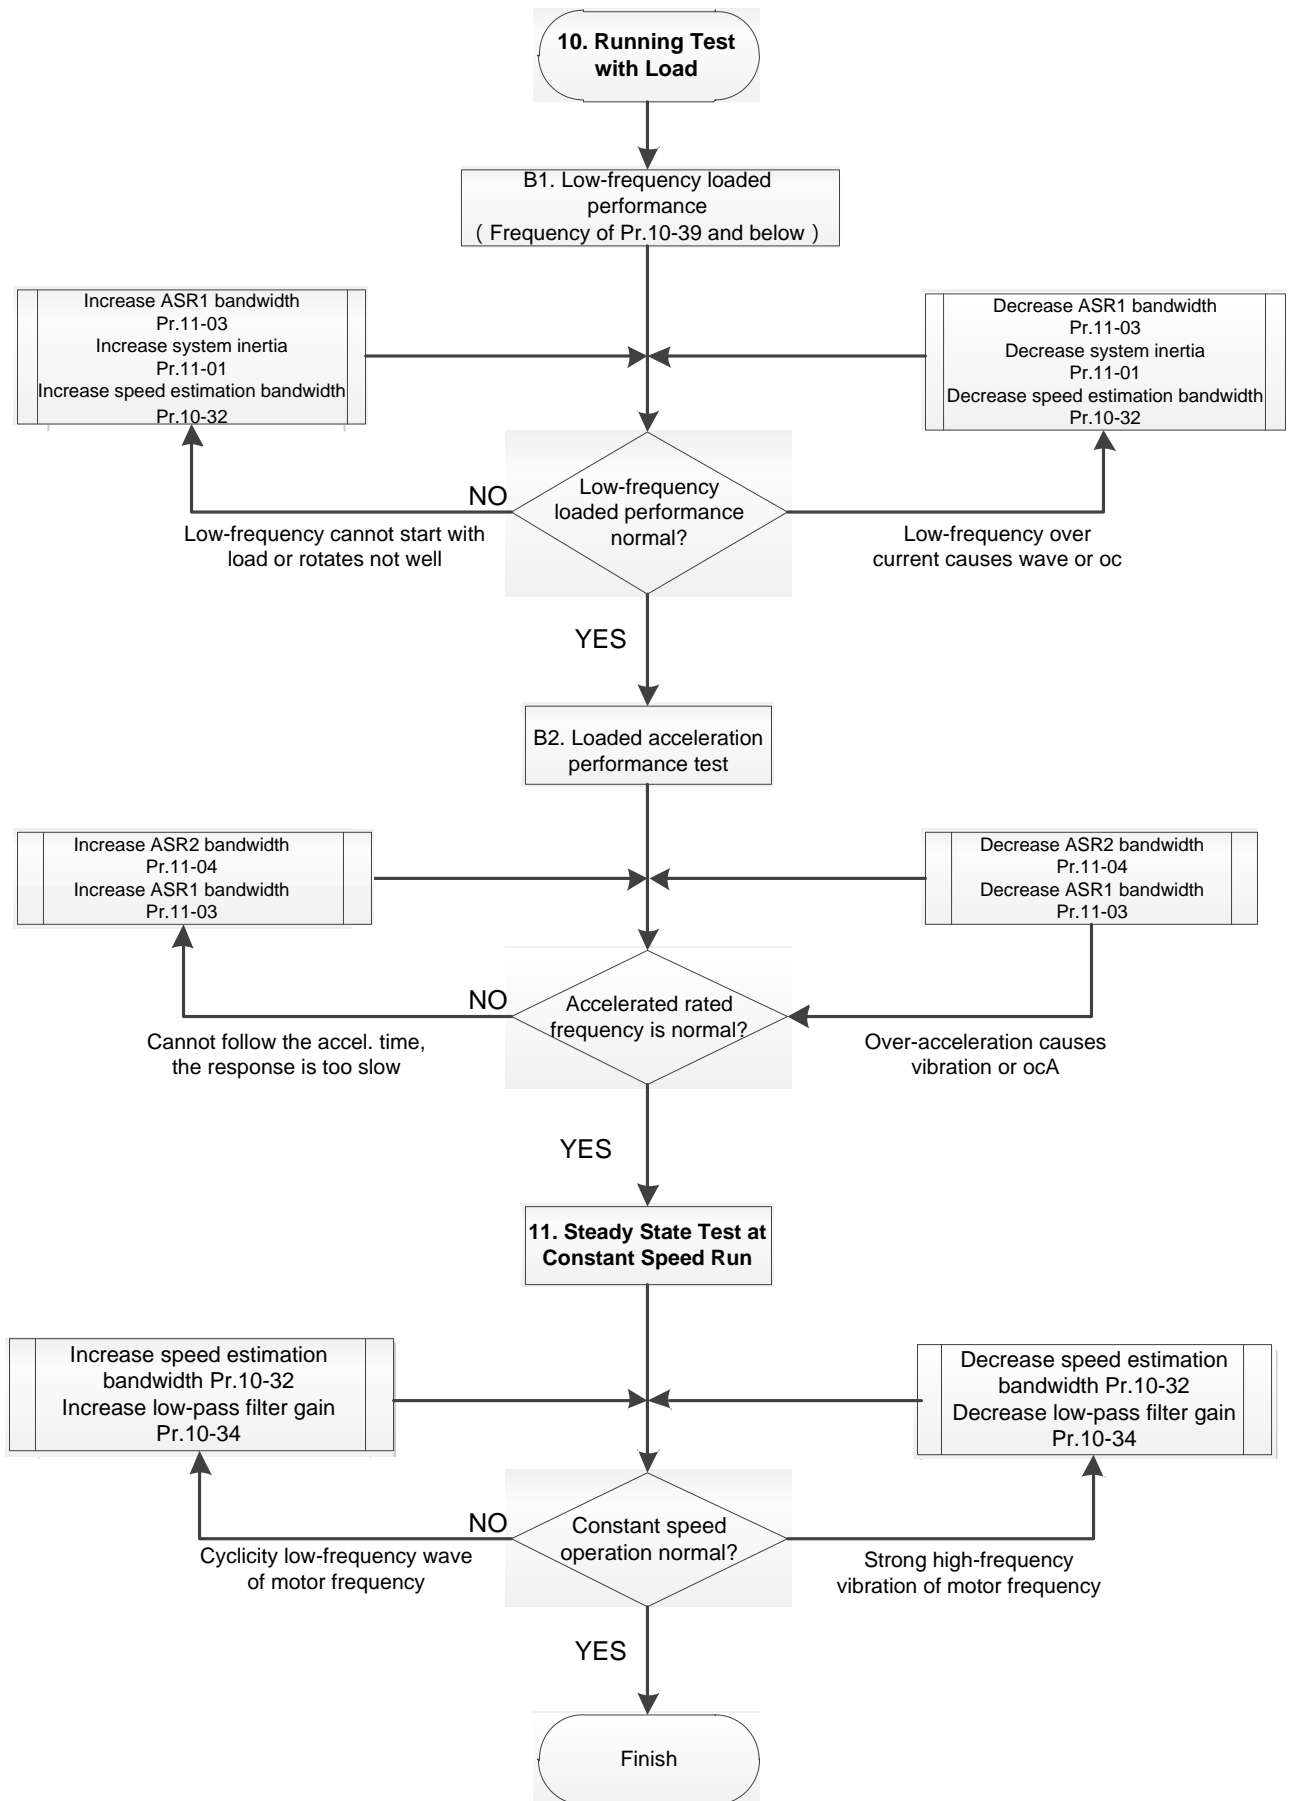 10. Running Test
with Load
B1. Low-frequency loaded
performance
( Frequency of Pr.10-39 and below )
Increase ASR1 bandwidth
Pr.11-03
Increase system inertia
Pr.11-01
Increase speed estimation bandwidth
Pr.10-32
Decrease ASR1 bandwidth
Pr.11-03
Decrease system inertia
Pr.11-01
Decrease speed estimation bandwidth
Pr.10-32
Low-frequency
loaded performance
normal?
NO
Low-frequency cannot start with
load or rotates not well
Low-frequency over
current causes wave or oc
YES
B2. Loaded acceleration
performance test
Increase ASR2 bandwidth
Pr.11-04
Increase ASR1 bandwidth
Pr.11-03
Decrease ASR2 bandwidth
Pr.11-04
Decrease ASR1 bandwidth
Pr.11-03
Accelerated rated
frequency is normal?
NO
Cannot follow the accel. time,
the response is too slow
Over-acceleration causes
vibration or ocA
YES
11. Steady State Test at
Constant Speed Run
Increase speed estimation
bandwidth Pr.10-32
Increase low-pass filter gain
Pr.10-34
Decrease speed estimation
bandwidth Pr.10-32
Decrease low-pass filter gain
Pr.10-34
Constant speed
operation normal?
NO
Cyclicity low-frequency wave
of motor frequency
Strong high-frequency
vibration of motor frequency
YES
Finish